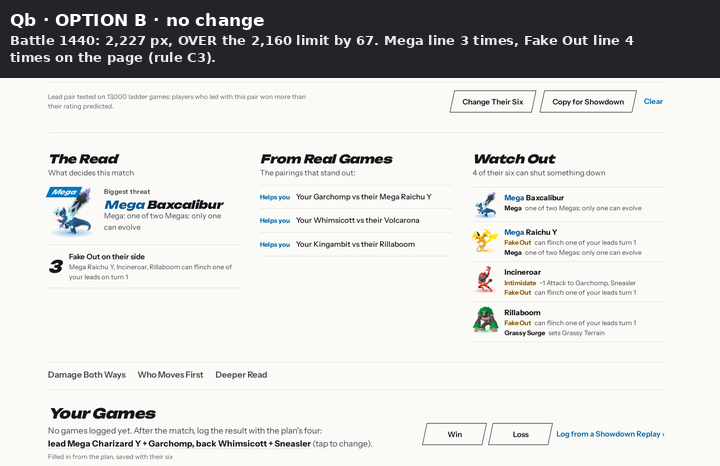 Qb · OPTION B · no change
Battle 1440: 2,227 px, OVER the 2,160 limit by 67. Mega line 3 times, Fake Out line 4
times on the page (rule C3).
Lead pair tested on 13,000 ladder games: players who led with this pair won more than
their rating predicted.
Change Their Six
Copy for Showdown
Clear
The Read
What decides this match
Mega
Biggest threat
Mega Baxcalibur
Mega: one of two Megas: only one
can evolve
3
Fake Out on their side
Mega Raichu Y, Incineroar, Rillaboom can flinch one of
your leads on turn 1
From Real Games
The pairings that stand out:
Helps you Your Garchomp vs their Mega Raichu Y
Helps you Your Whimsicott vs their Volcarona
Helps you Your Kingambit vs their Rillaboom
Watch Out
4 of their six can shut something down
Mega Baxcalibur
Mega one of two Megas: only one can evolve
Mega Raichu Y
Fake Out can flinch one of your leads turn 1
Mega one of two Megas: only one can evolve
Incineroar
Intimidate -1 Attack to Garchomp, Sneasler
Fake Out can flinch one of your leads turn 1
Rillaboom
Fake Out can flinch one of your leads turn 1
Grassy Surge sets Grassy Terrain
Damage Both Ways Who Moves First Deeper Read
Your Games
No games logged yet. After the match, log the result with the plan's four:
lead Mega Charizard Y + Garchomp, back Whimsicott + Sneasler (tap to change).
Filled in from the plan, saved with their six
Win
Loss
Log from a Showdown Replay ›